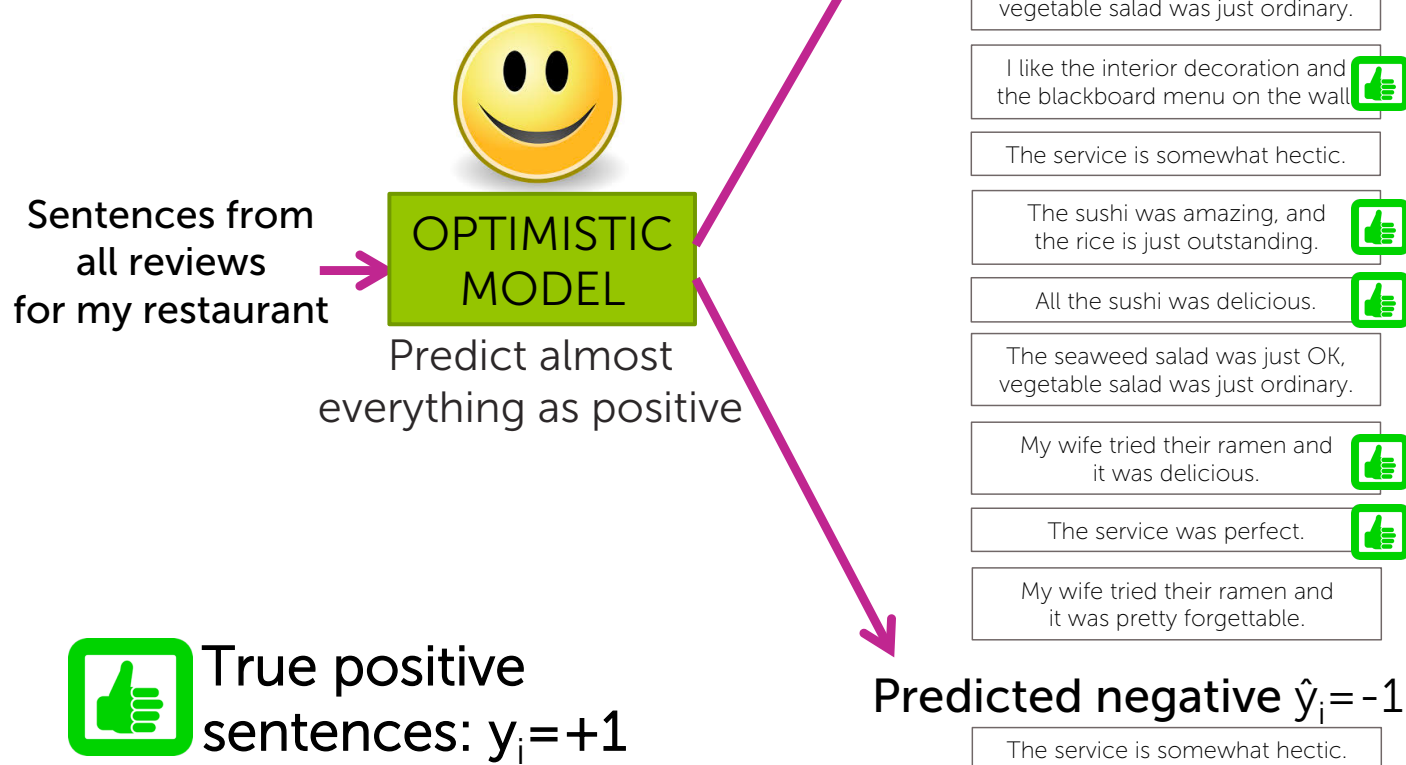 vegetable salad was just ordinary.
I like the interior decoration and
the blackboard menu on the wall
The service is somewhat hectic.
The sushi was amazing, and
the rice is just outstanding.
All the sushi was delicious.
The seaweed salad was just OK,
vegetable salad was just ordinary.
My wife tried their ramen and
it was delicious.
The service was perfect.
My wife tried their ramen and
it was pretty forgettable.
Sentences from
all reviews
for my restaurant
OPTIMISTIC
MODEL
Predict almost
everything as positive
True positive
sentences: yᵢ=+1
Predicted negative ŷᵢ=-1
The service is somewhat hectic.